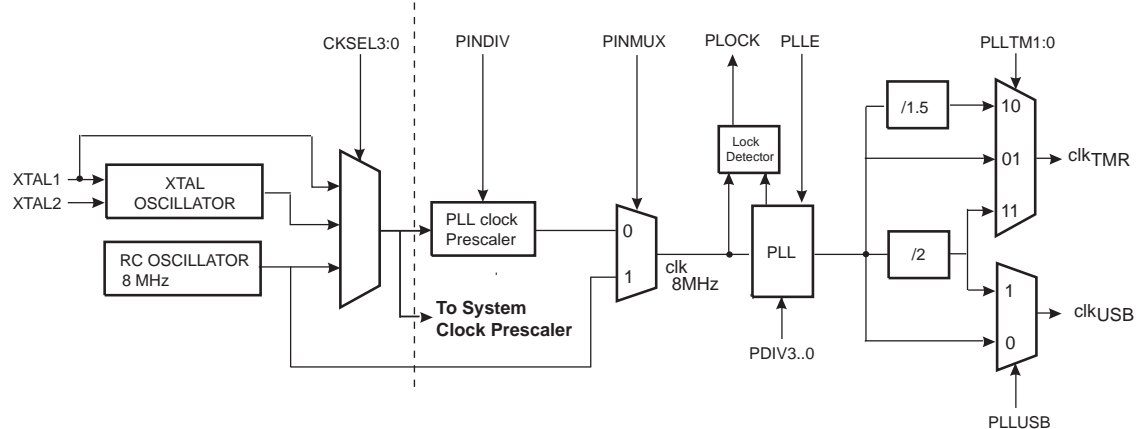 CKSEL3:0
PINDIV
PINMUX
PLOCK
PLLE
PLLTM1:0
/1.5
10
Lock
Detector
01
clkTMR
XTAL1
XTAL2
XTAL
OSCILLATOR
PLL clock
Prescaler
0
11
RC OSCILLATOR
8 MHz
PLL
/2
1
clk
8MHz
1
clkUSB
To System
Clock Prescaler
0
PDIV3..0
PLLUSB